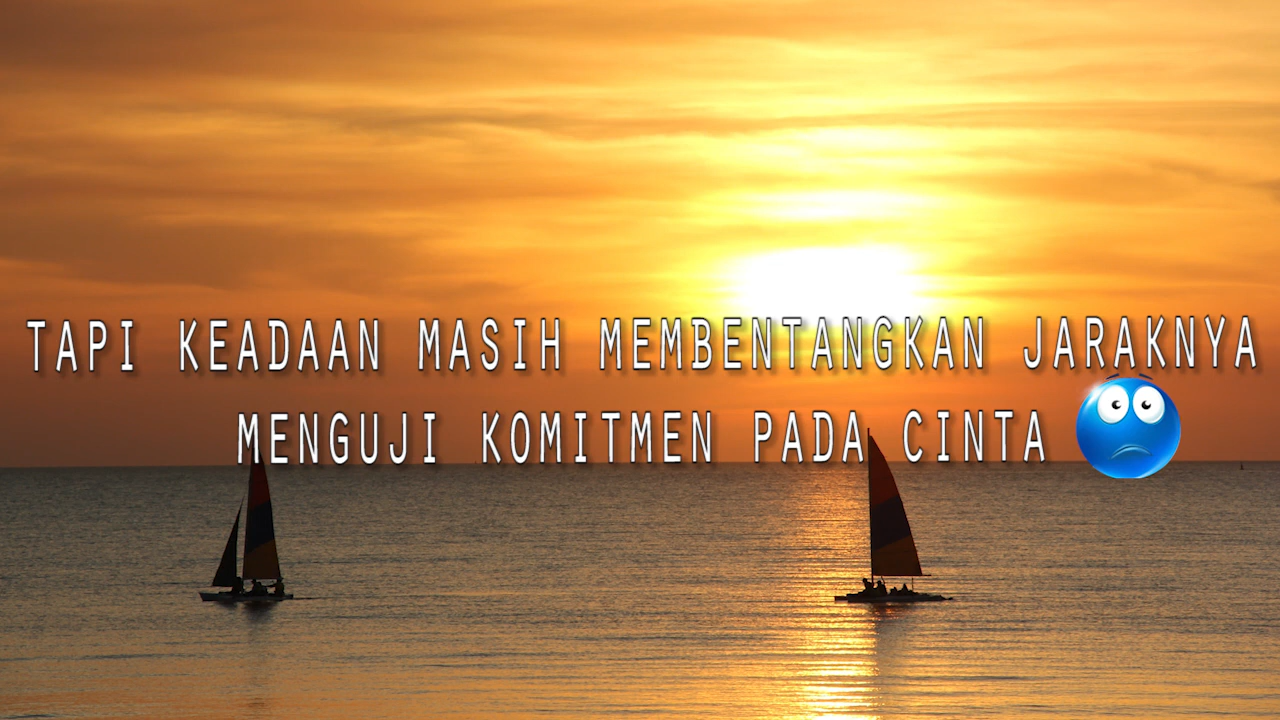 TAPI KEADAAN MASIH MEMBENTANGKAN JARAKNYA
MENGUJI KOMITMEN PADA CINTA